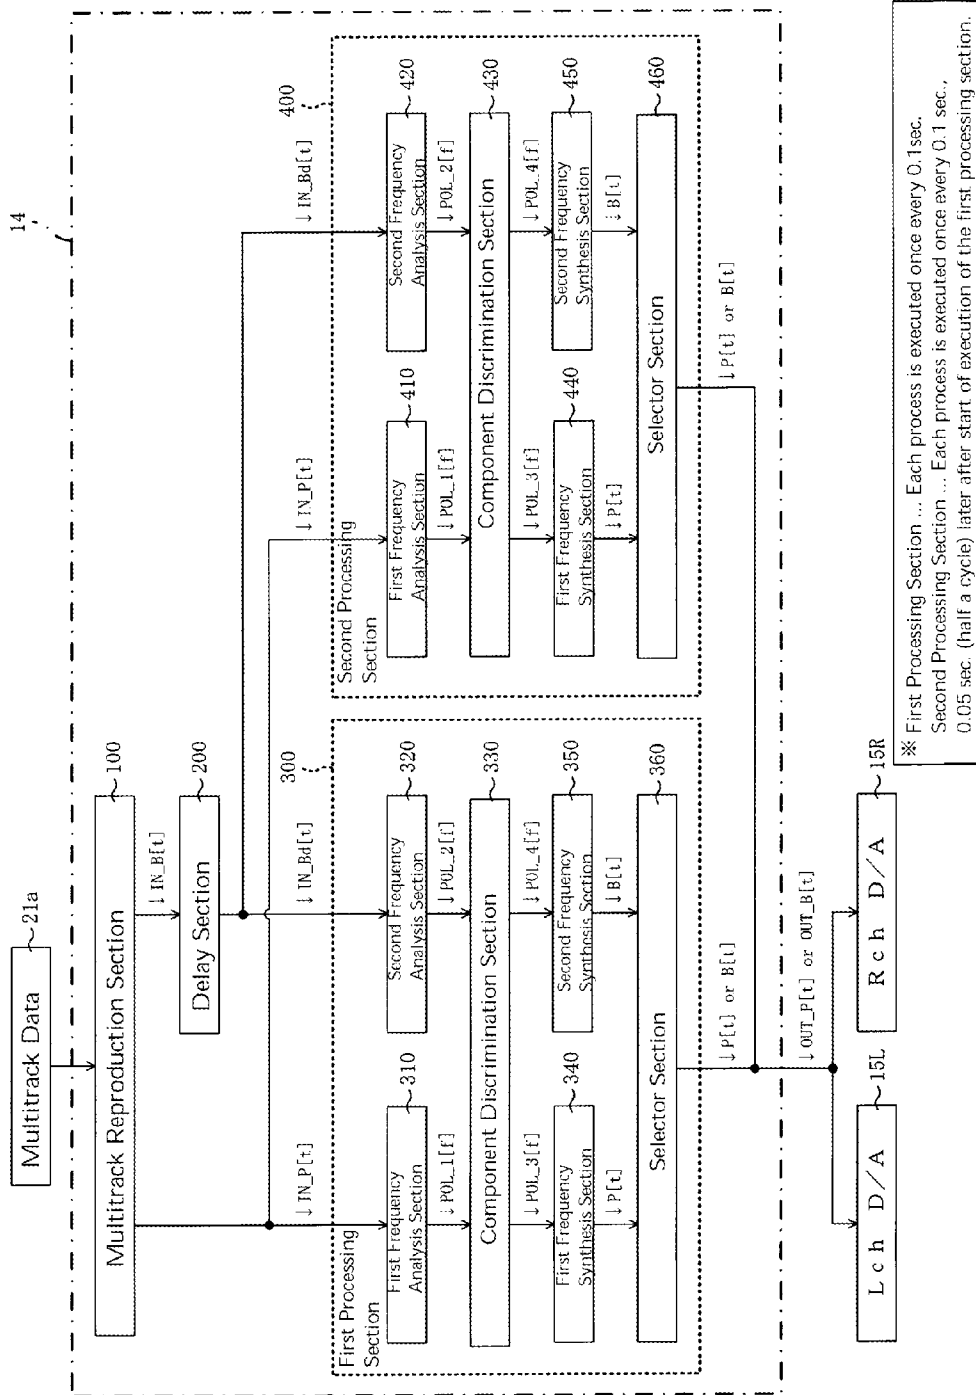 14
Multitrack Data
21a
Multitrack Reproduction Section
100
↓IN_B[t]
Delay Section
200
↓IN_P[t]
↓IN_Bd[t]
300
First Processing
Section
First Frequency
Analysis Section
310
Second Frequency
Analysis Section
320
↓POL_1[f]
↓POL_2[f]
Component Discrimination Section
330
↓POL_3[f]
↓POL_4[f]
First Frequency
Synthesis Section
340
Second Frequency
Synthesis Section
350
↓P[t]
↓B[t]
Selector Section
360
↓P[t] or B[t]
↓IN_P[t]
↓IN_Bd[t]
400
Second Processing
Section
First Frequency
Analysis Section
410
Second Frequency
Analysis Section
420
↓POL_1[f]
↓POL_2[f]
Component Discrimination Section
430
↓POL_3[f]
↓POL_4[f]
First Frequency
Synthesis Section
440
Second Frequency
Synthesis Section
450
↓P[t]
↓B[t]
Selector Section
460
↓P[t] or B[t]
↓OUT_P[t] or OUT_B[t]
Lch D/A
15L
Rch D/A
15R
※ First Processing Section ... Each process is executed once every 0.1sec.
Second Processing Section ... Each process is executed once every 0.1 sec.,
0.05 sec. (half a cycle) later after start of execution of the first processing section.